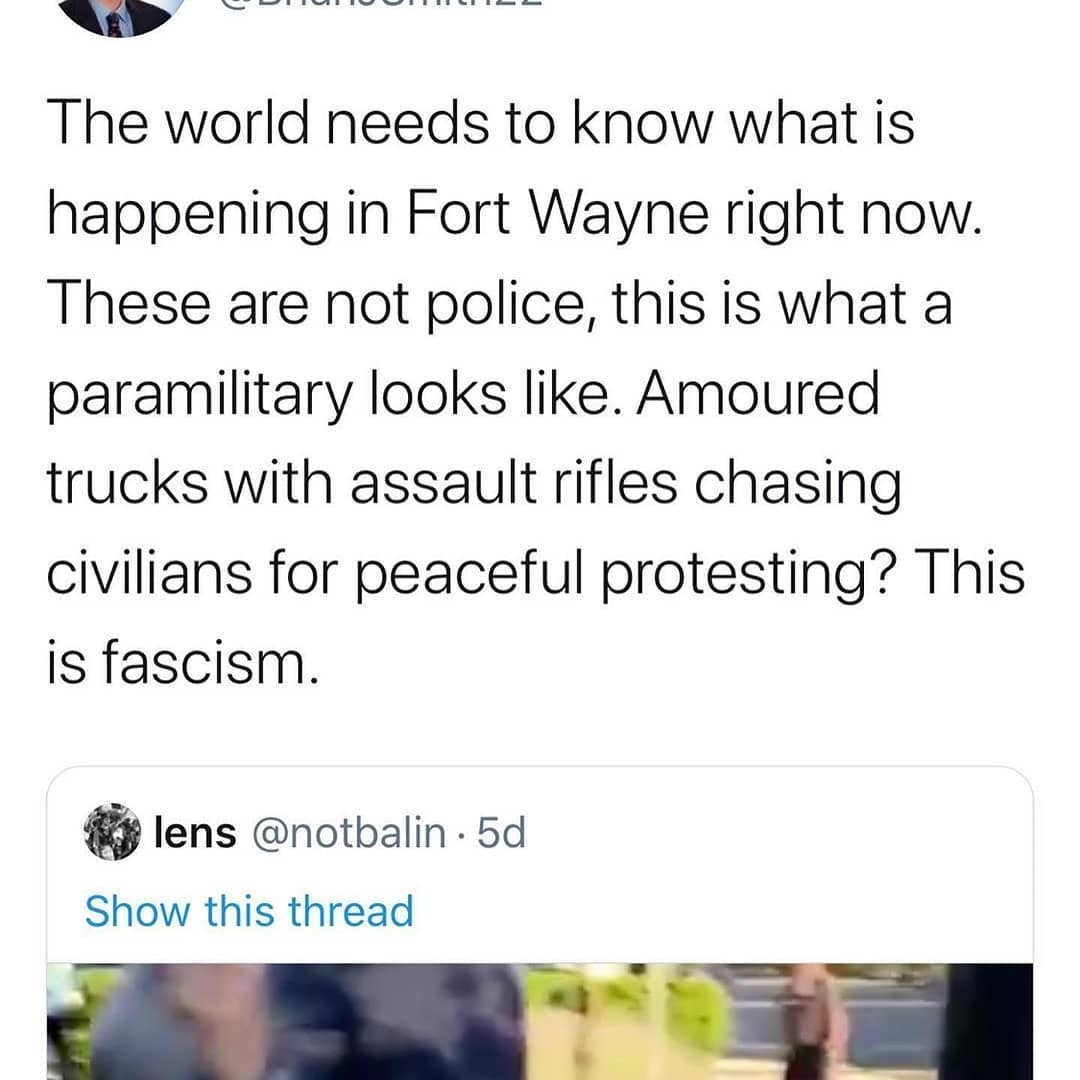 The world needs to know what is
happening in Fort Wayne right now.
These are not police, this is what a
paramilitary looks like. Amoured
trucks with assault rifles chasing
civilians for peaceful protesting? This
is fascism.
lens @notbalin · 5d
Show this thread